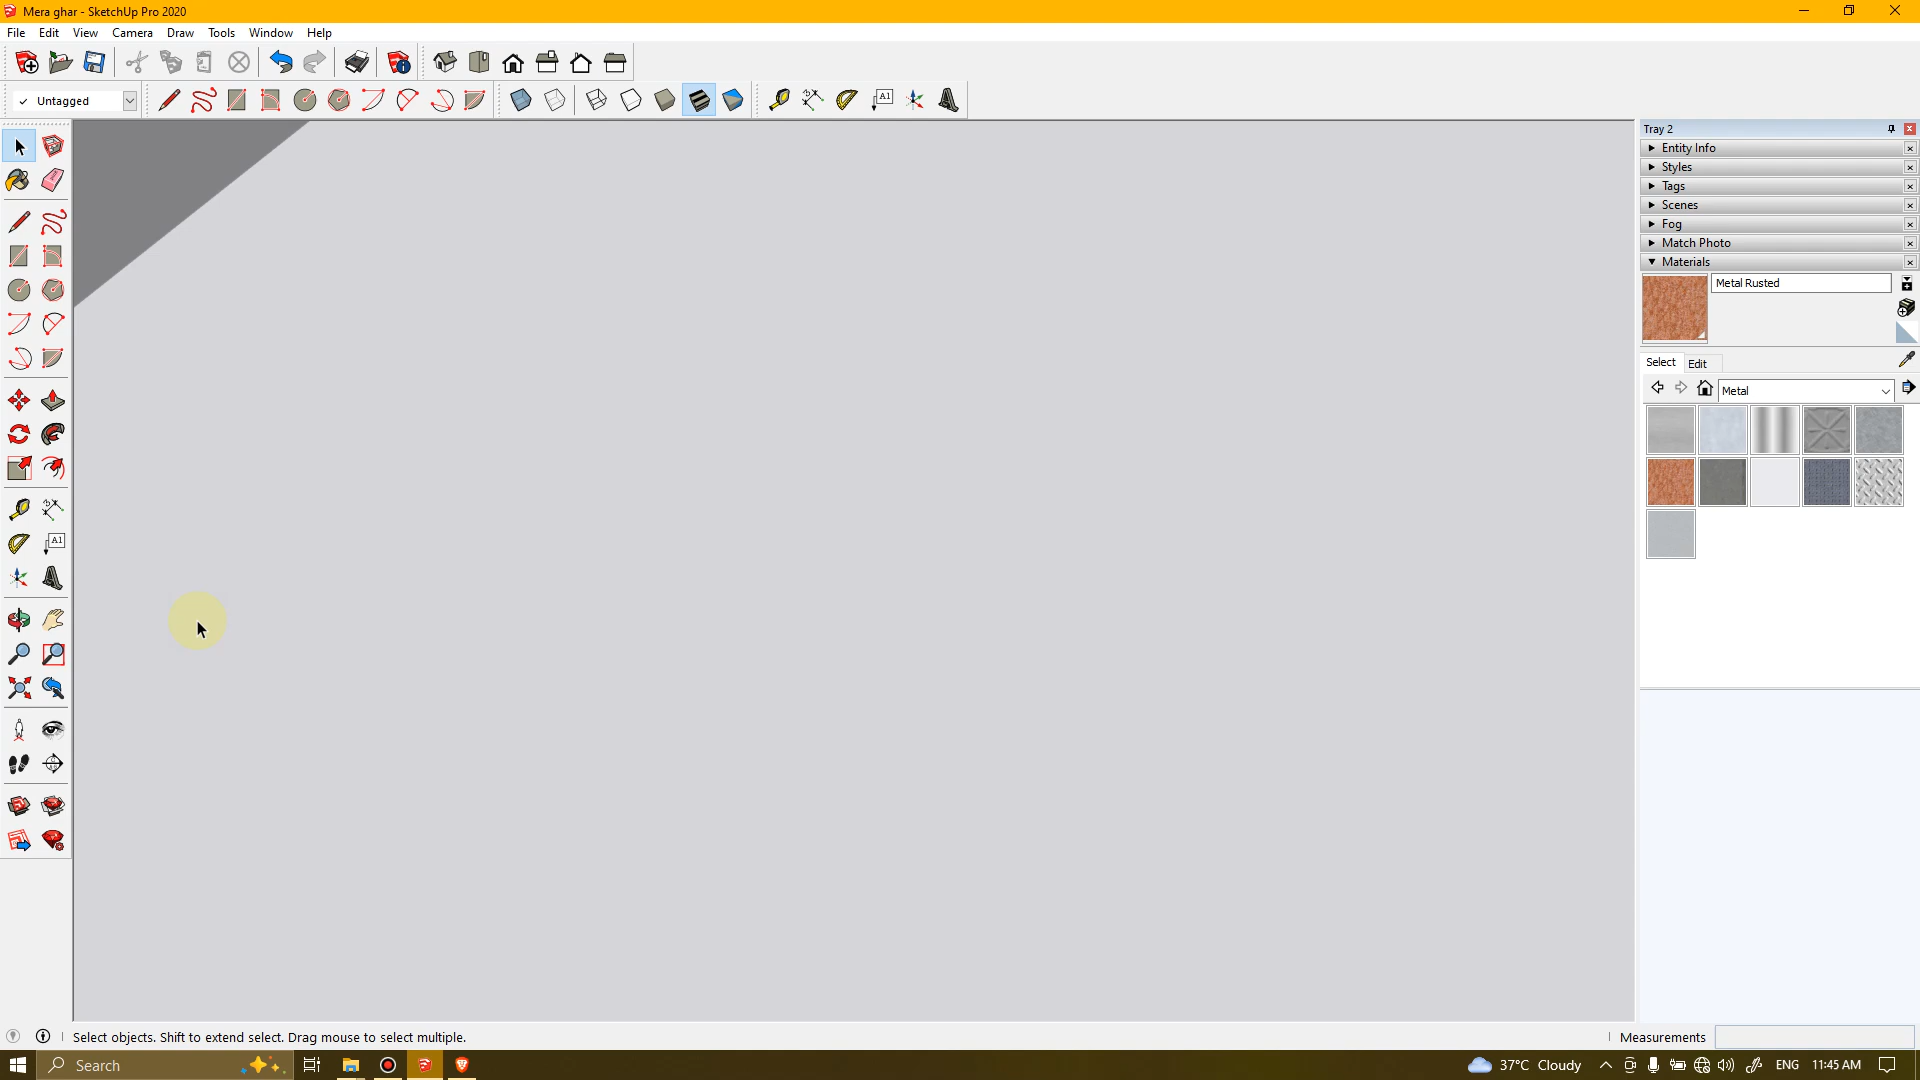 Mera ghar - SketchUp Pro 2020
File Edit View Camera Draw Tools Window Help
Untagged
A1
Tray 2
Entity Info
Styles
Tags
Scenes
Fog
Match Photo
Materials
Metal Rusted
Select Edit
Metal
A1
Select objects. Shift to extend select. Drag mouse to select multiple.
Measurements
Search
37°C Cloudy
ENG
11:45 AM